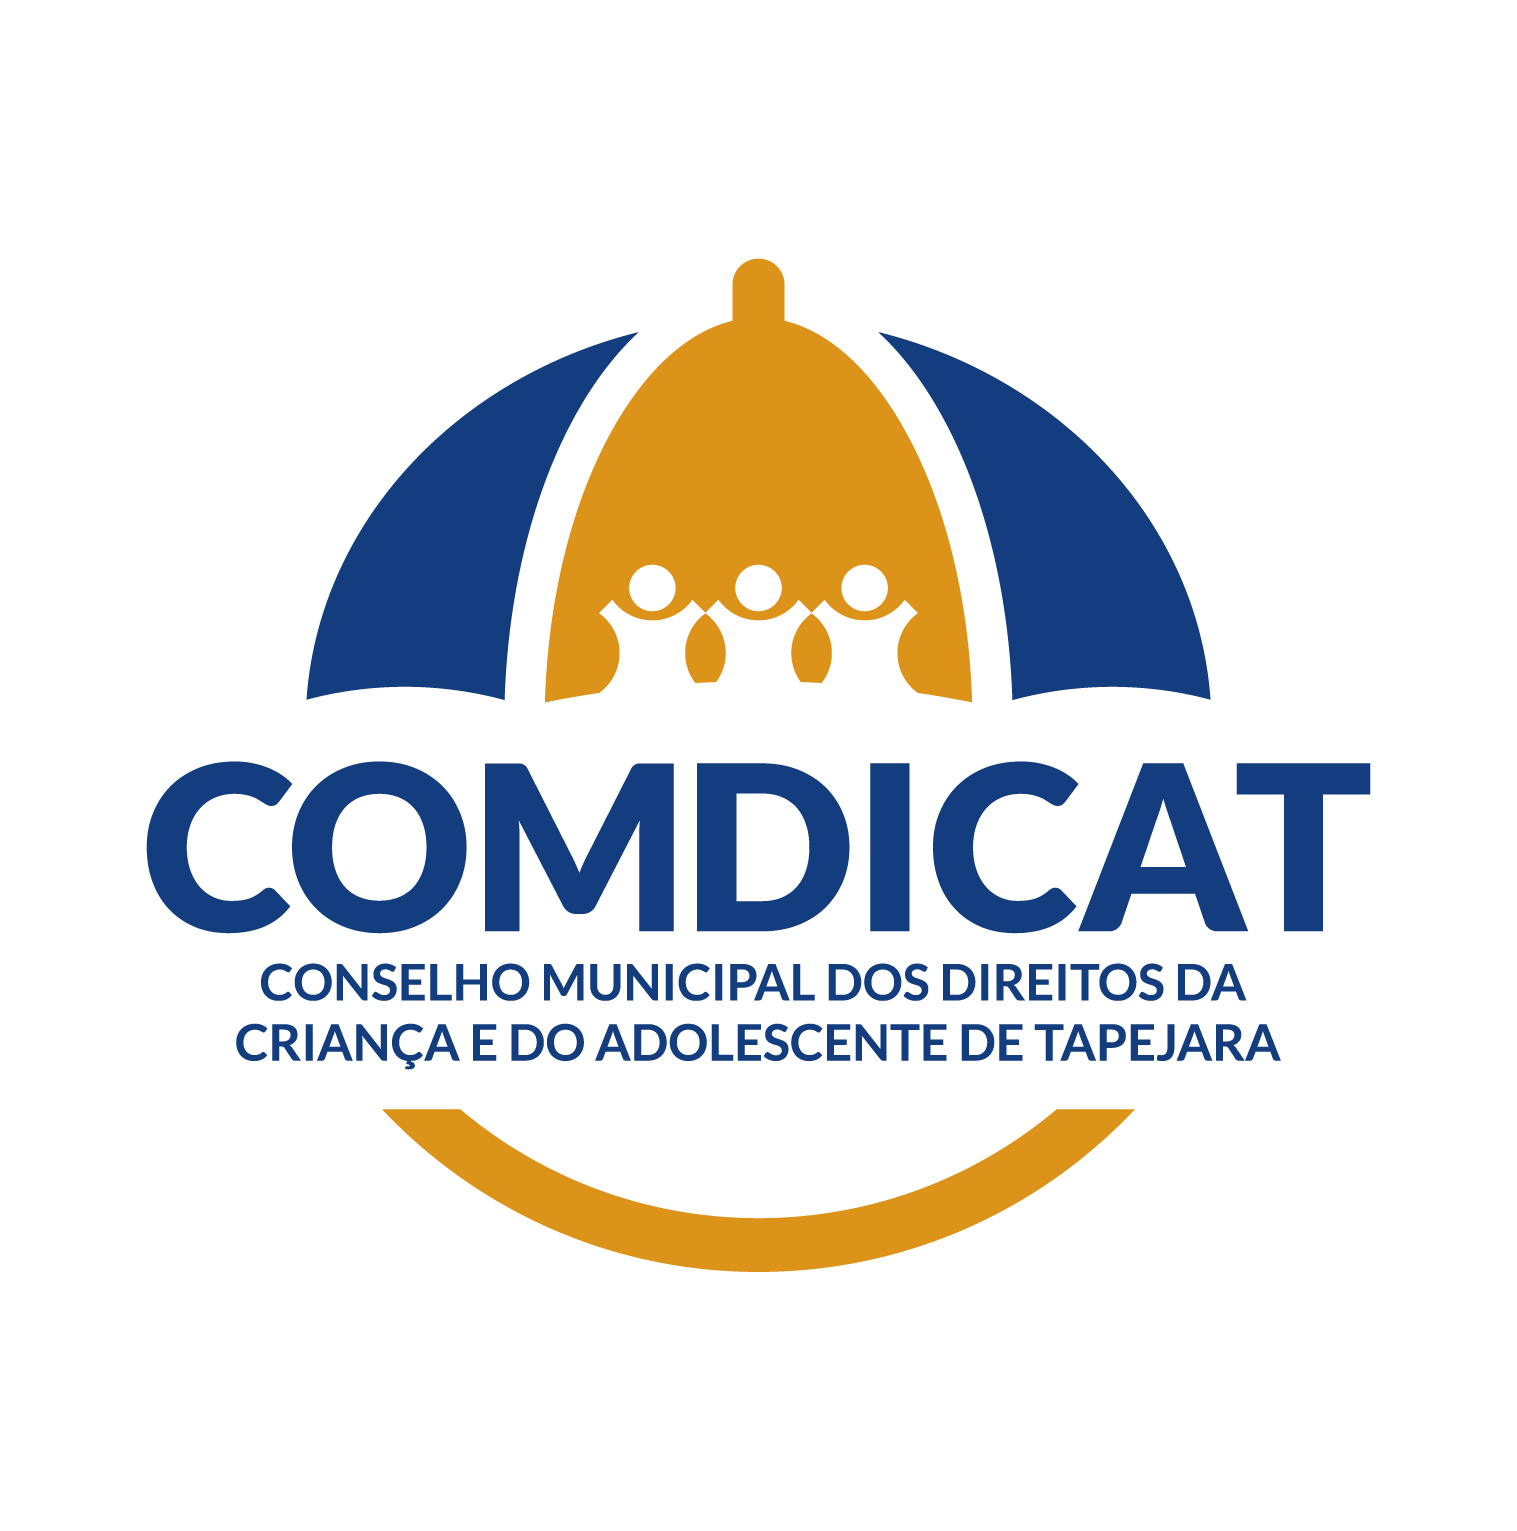 COMDICAT
CONSELHO MUNICIPAL DOS DIREITOS DA
CRIANÇA E DO ADOLESCENTE DE TAPEJARA